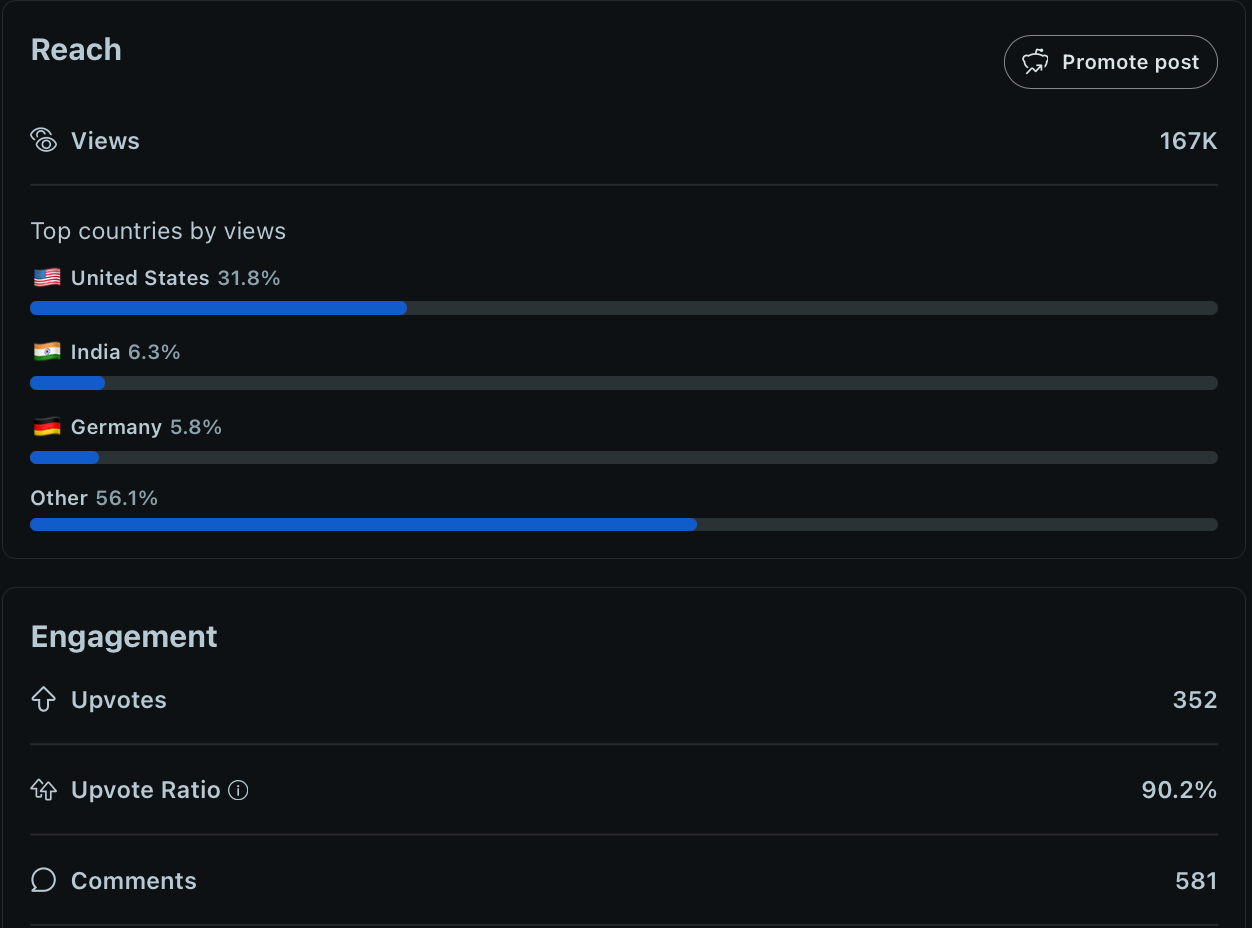 Reach
Promote post
Views
167K
Top countries by views
United States 31.8%
India 6.3%
Germany 5.8%
Other 56.1%
Engagement
Upvotes
352
Upvote Ratio
90.2%
Comments
581